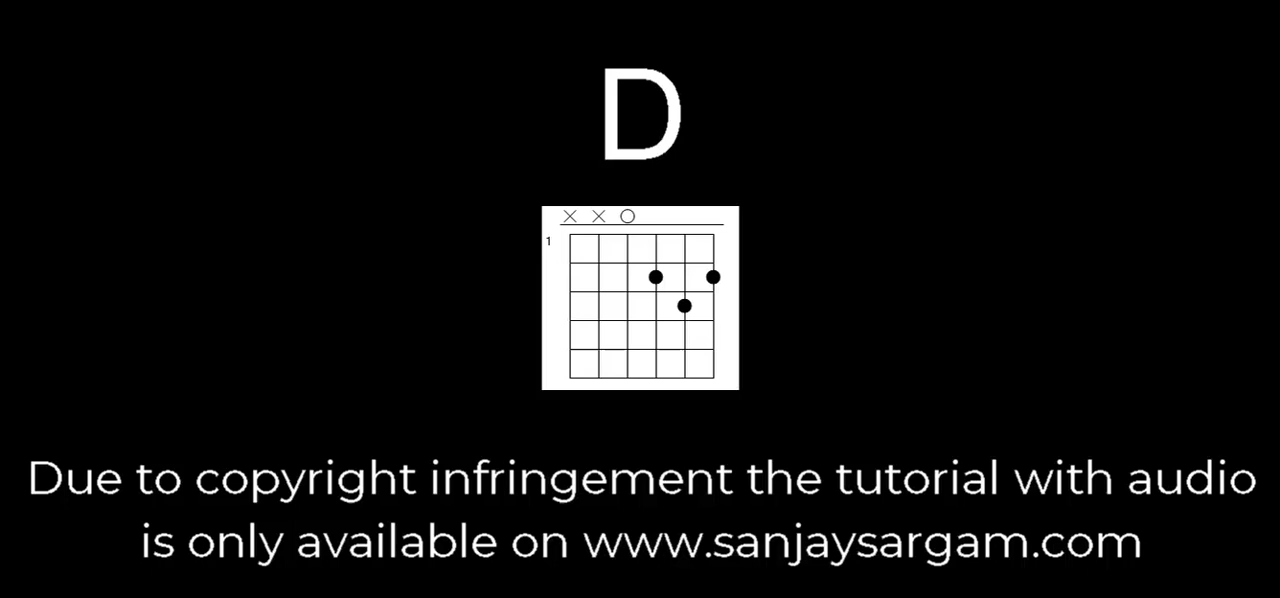 D
X X O
1
Due to copyright infringement the tutorial with audio
is only available on www.sanjaysargam.com